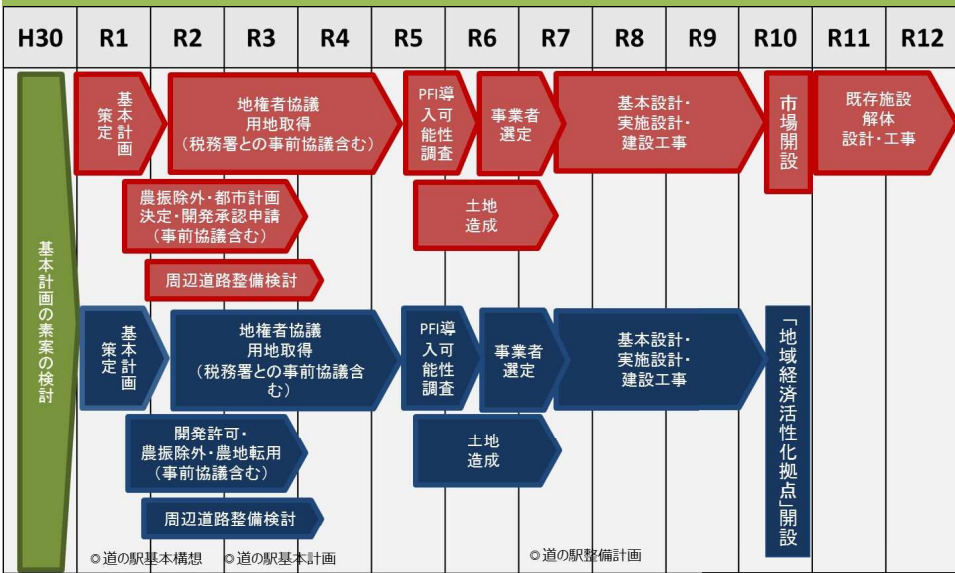 H30 R1 R2 R3 R4 R5 R6 R7 R8 R9 R10 R11 R12
基本計画の素案の検討
基本計画
策定
地権者協議
用地取得
(税務署との事前協議含む)
PFI導
入可
能性
調査
事業者
選定
基本設計・
実施設計・
建設工事
市場開設
既存施設
解体
設計・工事
農振除外・都市計画
決定・開発承認申請
(事前協議含む)
土地
造成
周辺道路整備検討
基本計画
策定
地権者協議
用地取得
(税務署との事前協議含
む)
PFI導
入可
能性
調査
事業者
選定
基本設計・
実施設計・
建設工事
「地域経済活性化拠点」開設
開発許可・
農振除外・農地転用
(事前協議含む)
土地
造成
周辺道路整備検討
◎道の駅基本構想 ◎道の駅基本計画 ◎道の駅整備計画